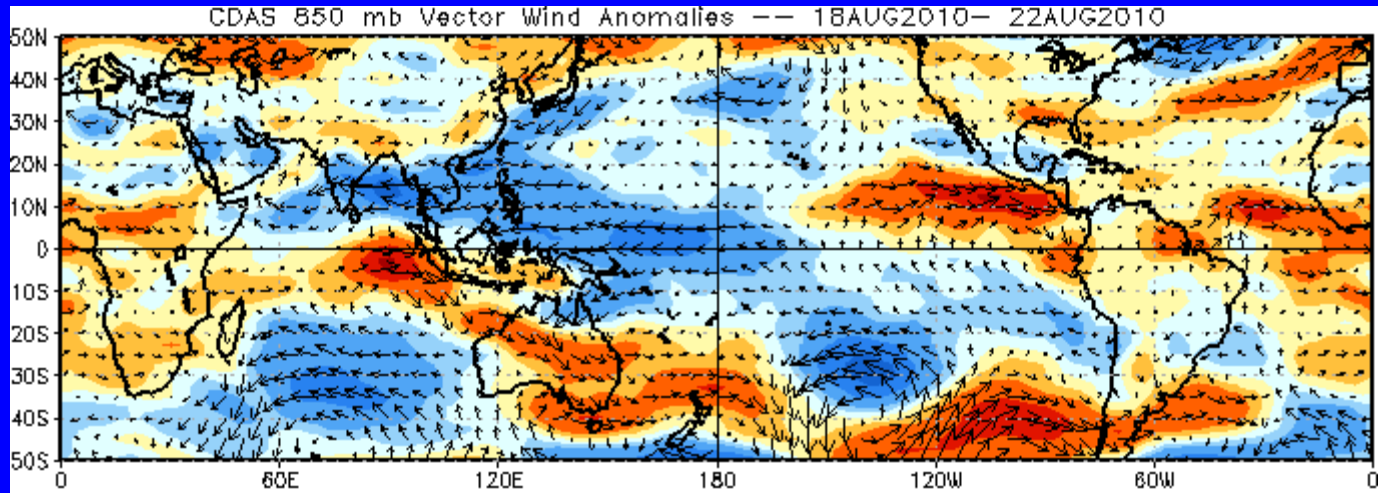 CDAS 850 mb Vector Wind Anomalies -- 18AUG2010- 22AUG2010
50N
40N
30N
20N
10N
0
10S
20S
30S
40S
50S
0 60E 120E 180 120W 60W 0